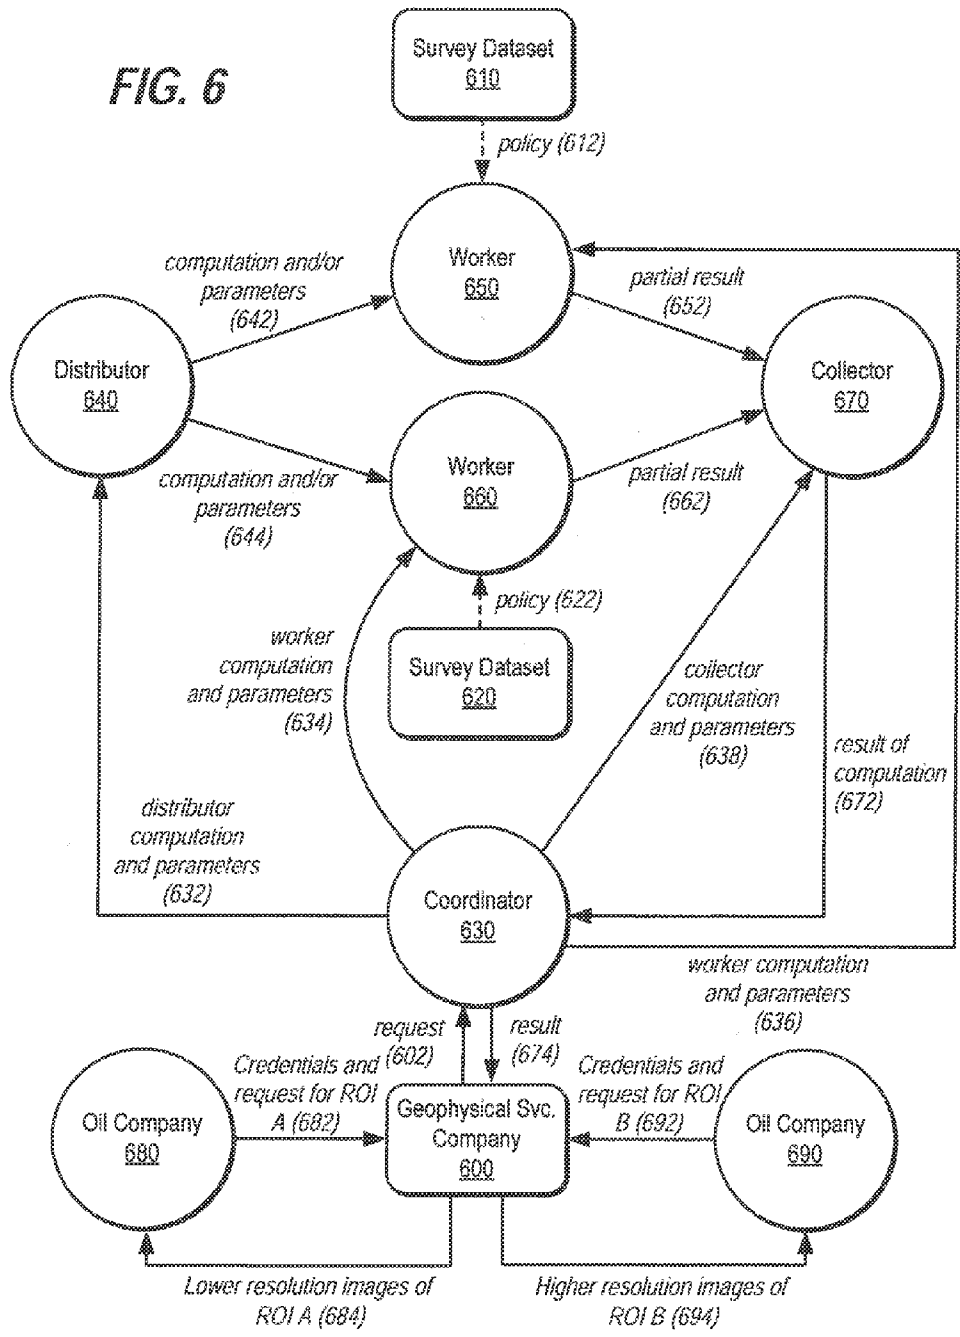 FIG. 6
Survey Dataset
610
policy (612)
Worker
650
computation and/or
parameters
(642)
partial result
(652)
Distributor
640
Collector
670
Worker
660
computation and/or
parameters
(644)
partial result
(662)
policy (622)
Survey Dataset
620
worker
computation
and parameters
(634)
collector
computation
and parameters
(638)
result of
computation
(672)
distributor
computation
and parameters
(632)
Coordinator
630
worker computation
and parameters
(636)
request
(602)
result
(674)
Credentials and
request for ROI
A (682)
Credentials and
request for ROI
B (692)
Oil Company
680
Geophysical Svc.
Company
600
Oil Company
690
Lower resolution images of
ROI A (684)
Higher resolution images of
ROI B (694)